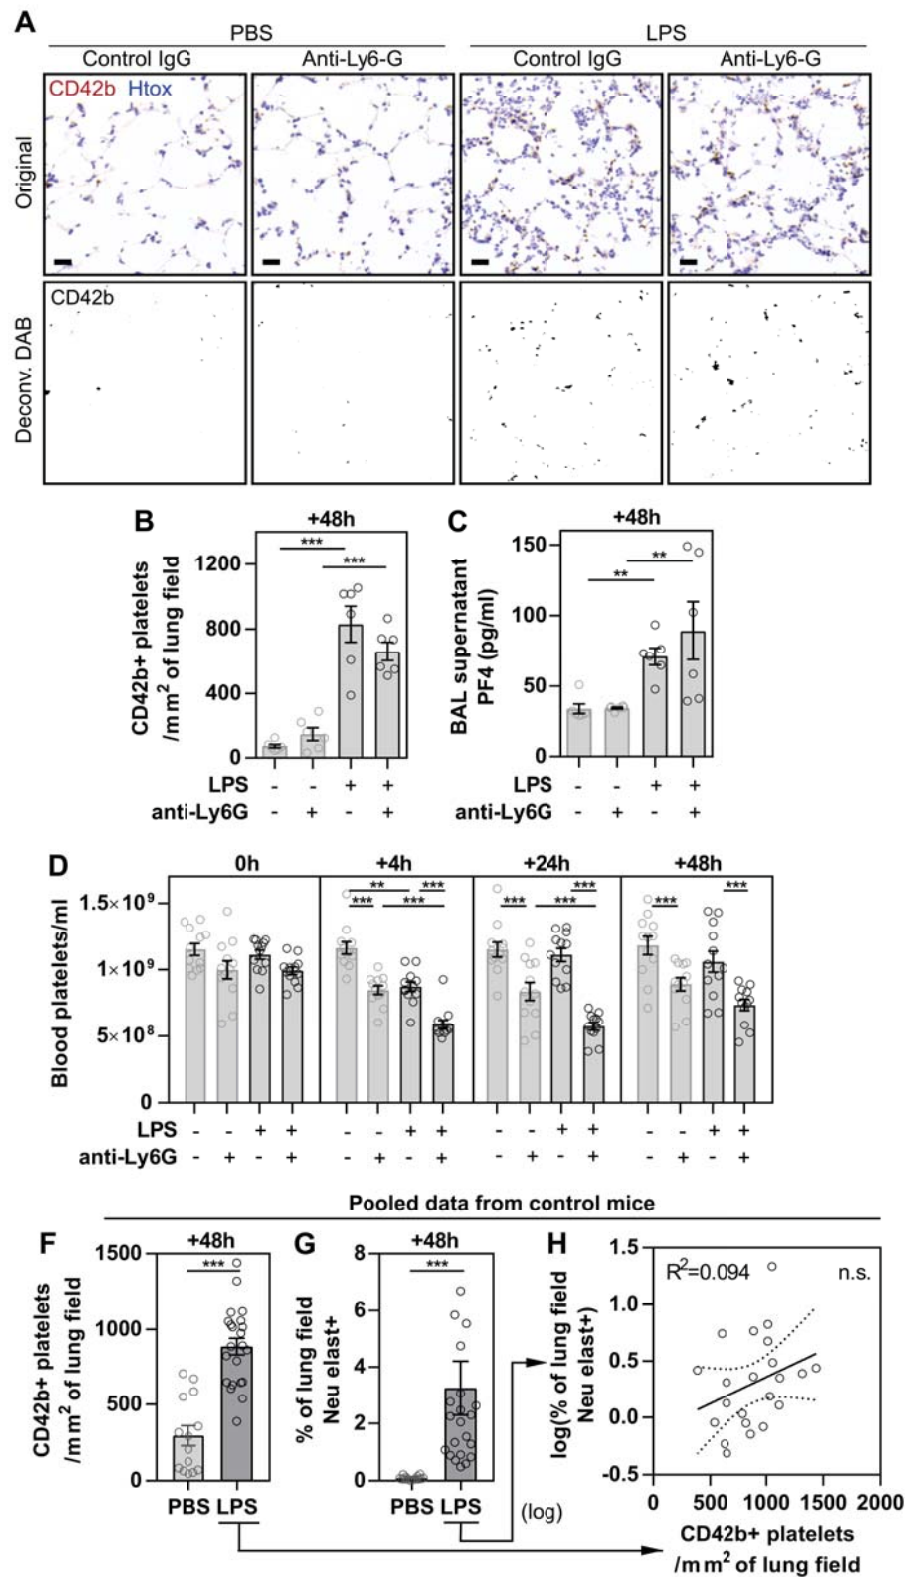 A
PBS LPS
Control IgG Anti-Ly6-G Control IgG Anti-Ly6-G
Original
CD42b Htox
Deconv. DAB
CD42b
B
+48h
CD42b+ platelets
/mm² of lung field
1200
800
400
0
*** ***
LPS - - + +
anti-Ly6G - + - +
C
+48h
BAL supernatant
PF4 (pg/ml)
150
100
50
0
** **
LPS - - + +
anti-Ly6G - + - +
D
0h +4h +24h +48h
Blood platelets/ml
1.5×10⁹
1×10⁹
5×10⁸
0
** ***
*** ***
***
*** ***
*** ***
LPS - - + + - - + + - - + + - - + +
anti-Ly6G - + - + - + - + - + - + - + - +
Pooled data from control mice
F
+48h
CD42b+ platelets
/mm² of lung field
1500
1000
500
0
***
PBS LPS
G
+48h
% of lung field
Neu elast+
8
6
4
2
0
***
PBS LPS
(log)
H
log(% of lung field
Neu elast+)
1.5
1.0
0.5
0.0
-0.5
R²=0.094 n.s.
0 500 1000 1500 2000
CD42b+ platelets
/mm² of lung field